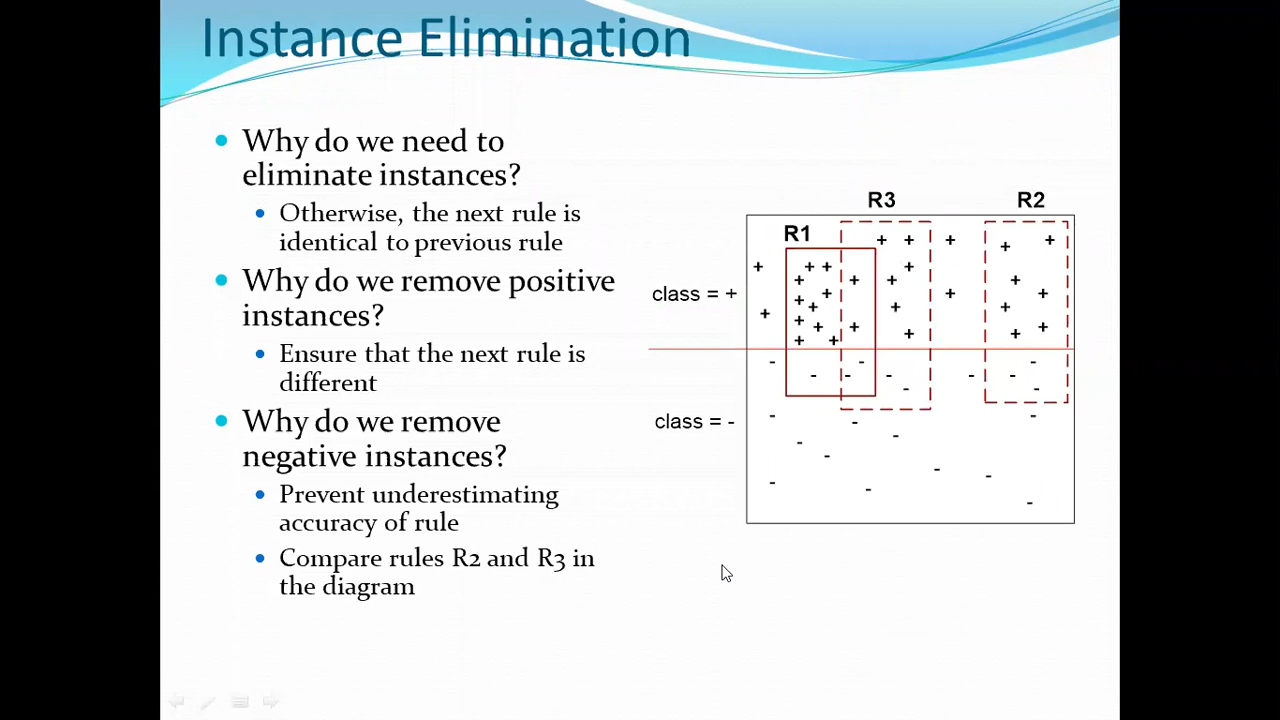 Instance Elimination
Why do we need to
eliminate instances?
Otherwise, the next rule is
identical to previous rule
Why do we remove positive
instances?
Ensure that the next rule is
different
Why do we remove
negative instances?
Prevent underestimating
accuracy of rule
Compare rules R2 and R3 in
the diagram
R3
R2
R1
class = +
class = -